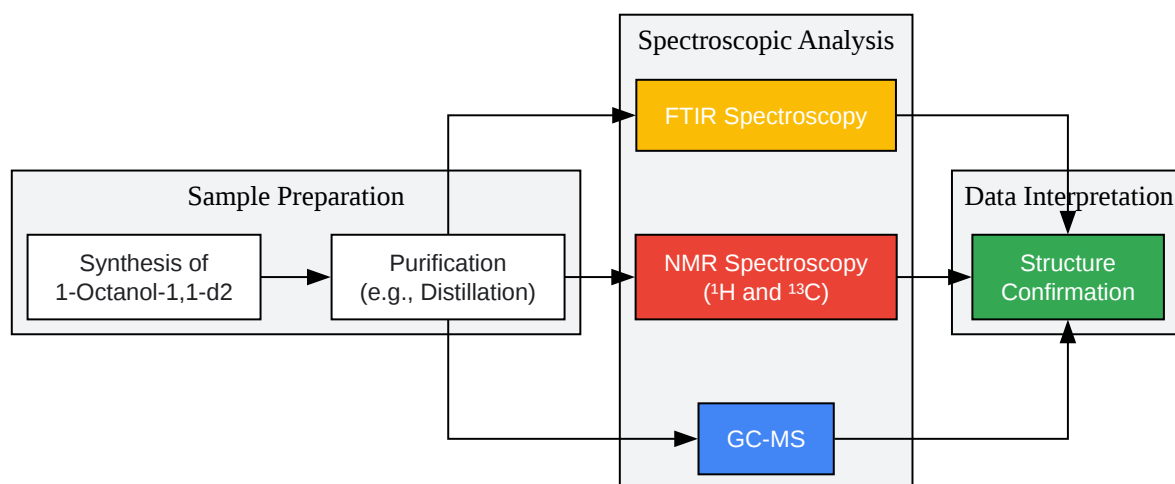 Sample Preparation
Synthesis of
1-Octanol-1,1-d2
Purification
(e.g., Distillation)
Spectroscopic Analysis
FTIR Spectroscopy
NMR Spectroscopy
(¹H and ¹³C)
GC-MS
Data Interpretation
Structure
Confirmation